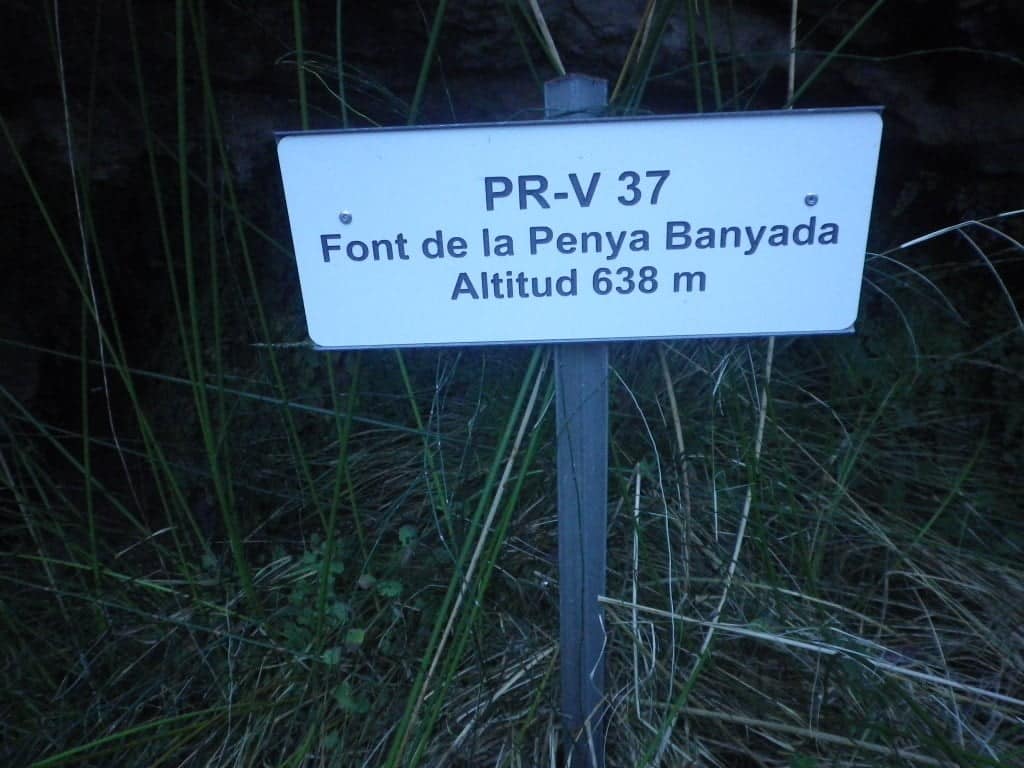 PR-V 37
Font de la Penya Banyada
Altitud 638 m